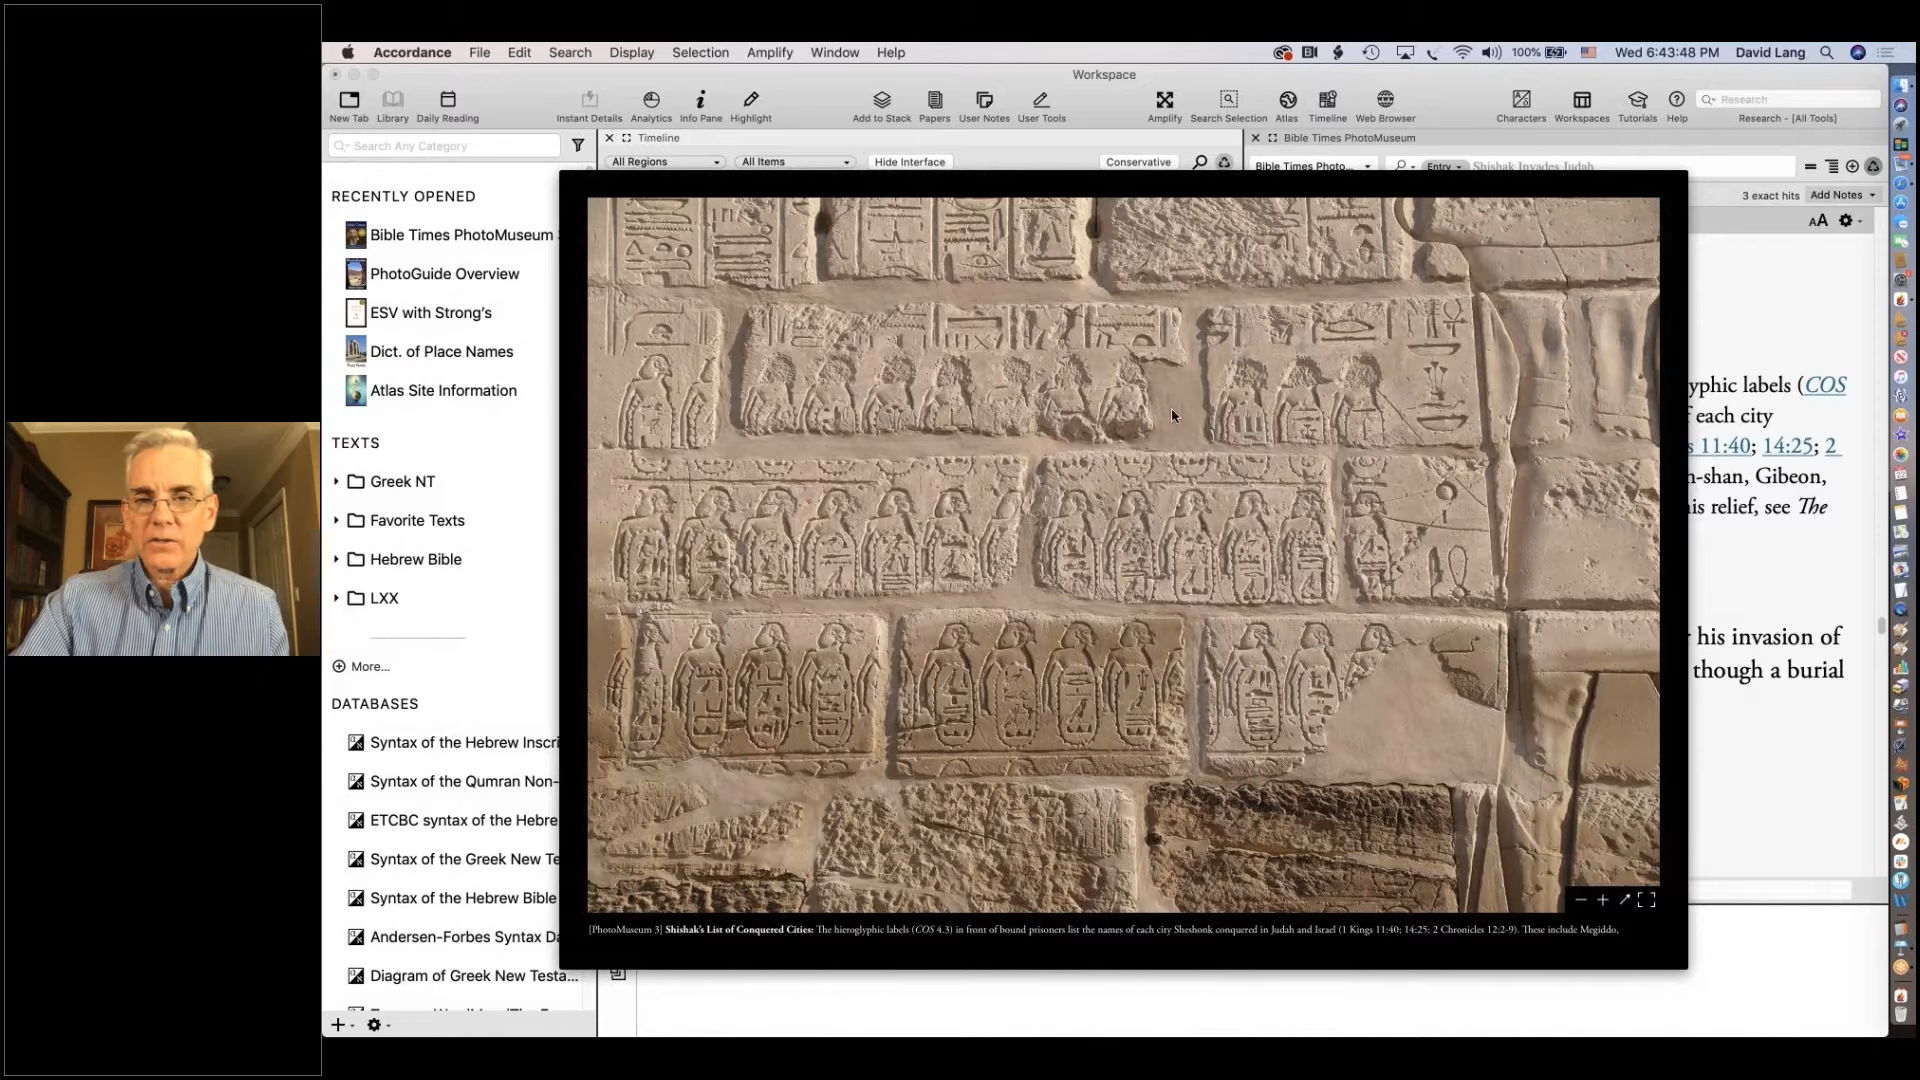 Accordance File Edit Search Display Selection Amplify Window Help
100% Wed 6:43:48 PM David Lang
Workspace
New Tab Library Daily Reading Instant Details Analytics Info Pane Highlight Add to Stack Papers User Notes User Tools Amplify Search Selection Atlas Timeline Web Browser Characters Workspaces Tutorials Help
Research
Research - [All Tools]
Search Any Category
Timeline
All Regions All Items Hide Interface Conservative
Bible Times PhotoMuseum
Bible Times Photo... Entry Shishak Invades Judah
3 exact hits Add Notes
AA
RECENTLY OPENED
Bible Times PhotoMuseum
PhotoGuide Overview
ESV with Strong's
Dict. of Place Names
Atlas Site Information
TEXTS
Greek NT
Favorite Texts
Hebrew Bible
LXX
More...
DATABASES
Syntax of the Hebrew Inscri
Syntax of the Qumran Non-
ETCBC syntax of the Hebre
Syntax of the Greek New Te
Syntax of the Hebrew Bible
Andersen-Forbes Syntax Da
Diagram of Greek New Testa...
yphic labels (COS
f each city
s 11:40; 14:25; 2
n-shan, Gibeon,
is relief, see The
r his invasion of
though a burial
[PhotoMuseum 3] Shishak's List of Conquered Cities: The hieroglyphic labels (COS 4.3) in front of bound prisoners list the names of each city Sheshonk conquered in Judah and Israel (1 Kings 11:40; 14:25; 2 Chronicles 12:2-9). These include Megiddo,